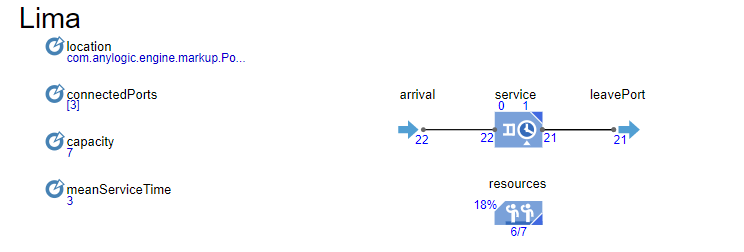 Lima
location
com.anylogic.engine.markup.Po...
connectedPorts
[3]
capacity
7
meanServiceTime
3
arrival
service
leavePort
0 1
22
22
21
21
resources
18%
6/7